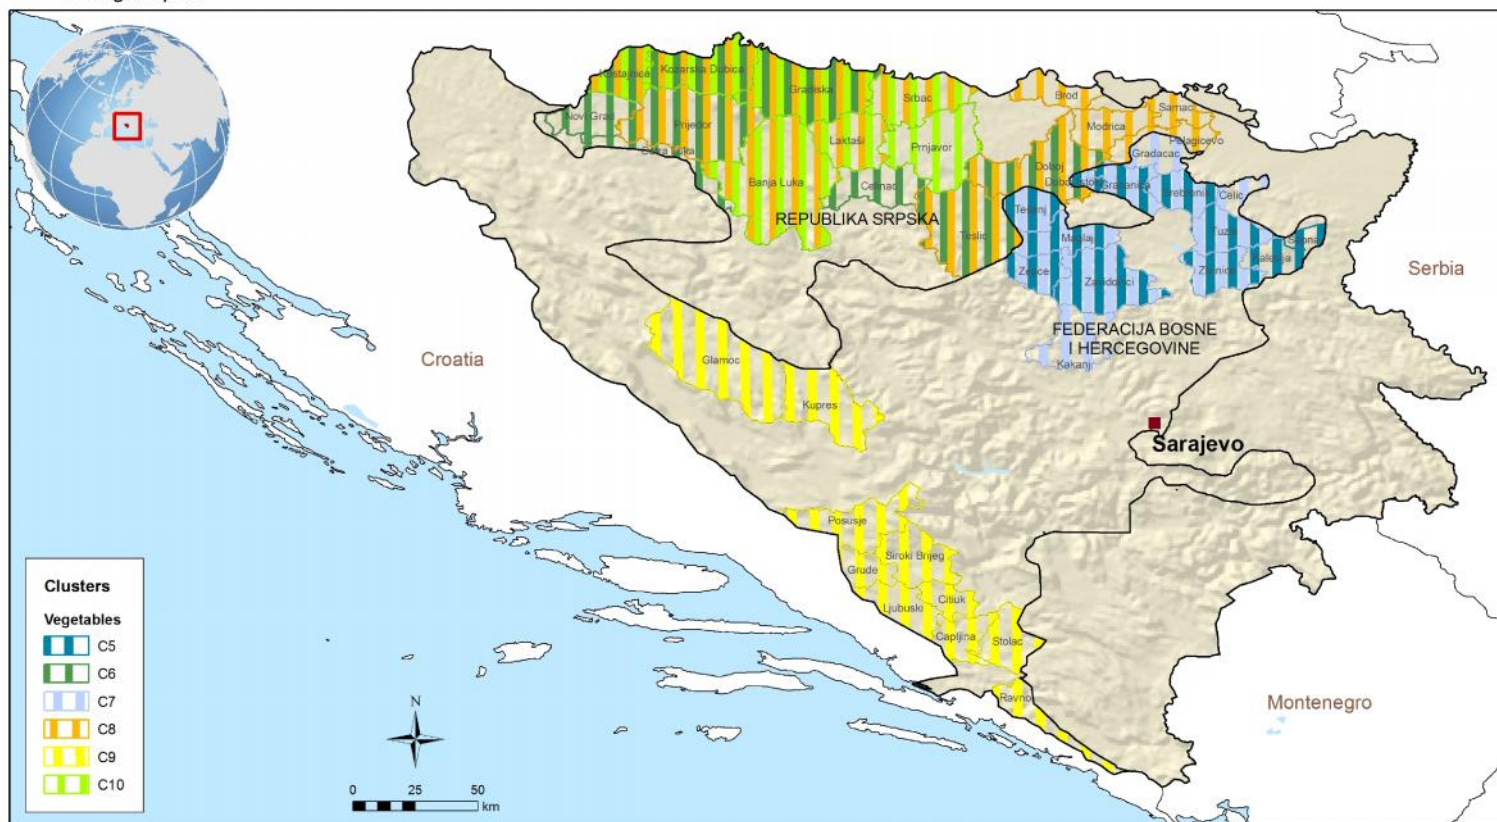 Kostajnica
Kozarska Dubica
Gradiska
Srbac
Brod
Samac
Novi Grad
Prijedor
Modrica
Pelagicevo
Laktaši
Prnjavor
Gradacac
Doboj
Banja Luka
Celinac
Gracanica
Srebrenik
Celic
REPUBLIKA SRPSKA
Tesanj
Teslic
Maglaj
Tuzla
Sapna
Kalesija
Zepce
Zavidovici
Zivinice
Serbia
FEDERACIJA BOSNE
I HERCEGOVINE
Croatia
Glamoc
Kakanj
Kupres
Sarajevo
Posusje
Siroki Brijeg
Grude
Citluk
Ljubuski
Capljina
Stolac
Ravno
Montenegro
Clusters
Vegetables
C5
C6
C7
C8
C9
C10
N
0 25 50
km